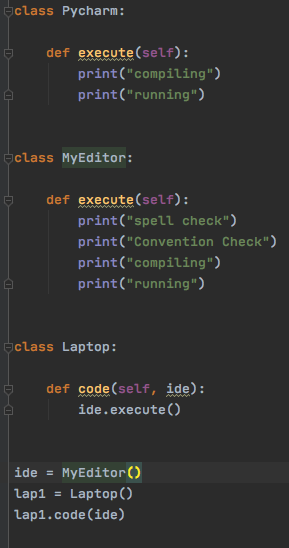 class Pycharm:
    def execute(self):
        print("compiling")
        print("running")
class MyEditor:
    def execute(self):
        print("spell check")
        print("Convention Check")
        print("compiling")
        print("running")
class Laptop:
    def code(self, ide):
        ide.execute()
ide = MyEditor()
lap1 = Laptop()
lap1.code(ide)